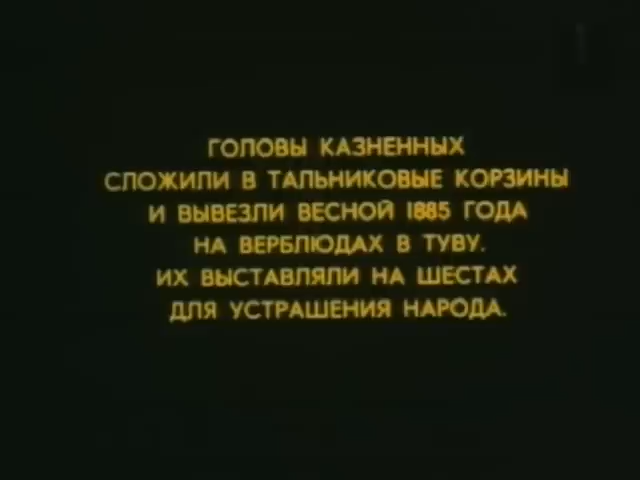 ГОЛОВЫ КАЗНЕННЫХ
СЛОЖИЛИ В ТАЛЬНИКОВЫЕ КОРЗИНЫ
И ВЫВЕЗЛИ ВЕСНОЙ 1885 ГОДА
НА ВЕРБЛЮДАХ В ТУВУ.
ИХ ВЫСТАВЛЯЛИ НА ШЕСТАХ
ДЛЯ УСТРАШЕНИЯ НАРОДА.